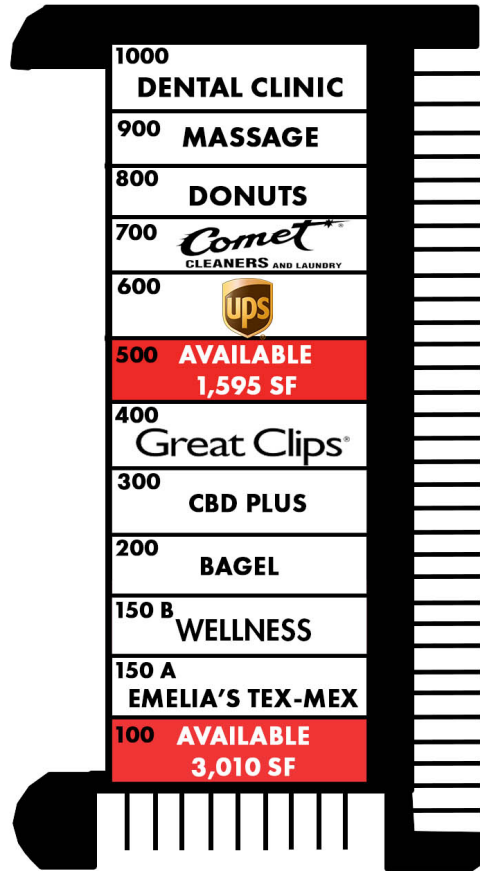 1000
DENTAL CLINIC
900 MASSAGE
800
DONUTS
700 Comet®
CLEANERS AND LAUNDRY
600
ups
500 AVAILABLE
1,595 SF
400
Great Clips®
300
CBD PLUS
200
BAGEL
150 B
WELLNESS
150 A
EMELIA'S TEX-MEX
100 AVAILABLE
3,010 SF